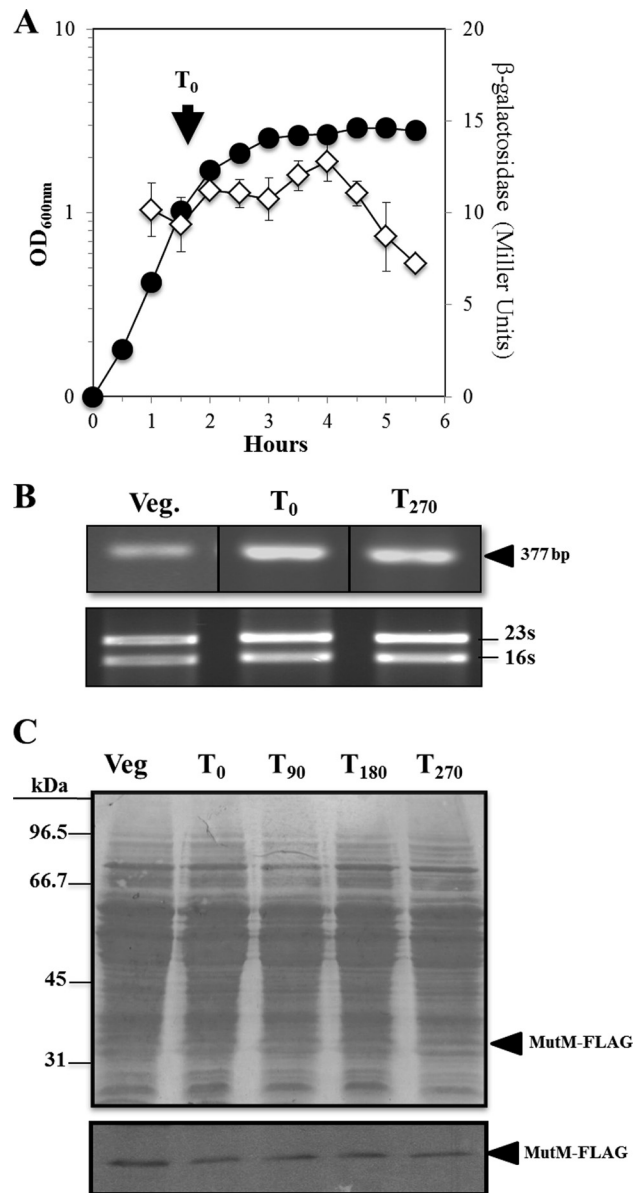 A
10
1
0
OD600nm
T0
20
15
10
5
0
β-galactosidase (Miller Units)
0 1 2 3 4 5 6
Hours
B
Veg. T0 T270
377 bp
23s
16s
C
Veg T0 T90 T180 T270
kDa
96.5
66.7
45
31
MutM-FLAG
MutM-FLAG